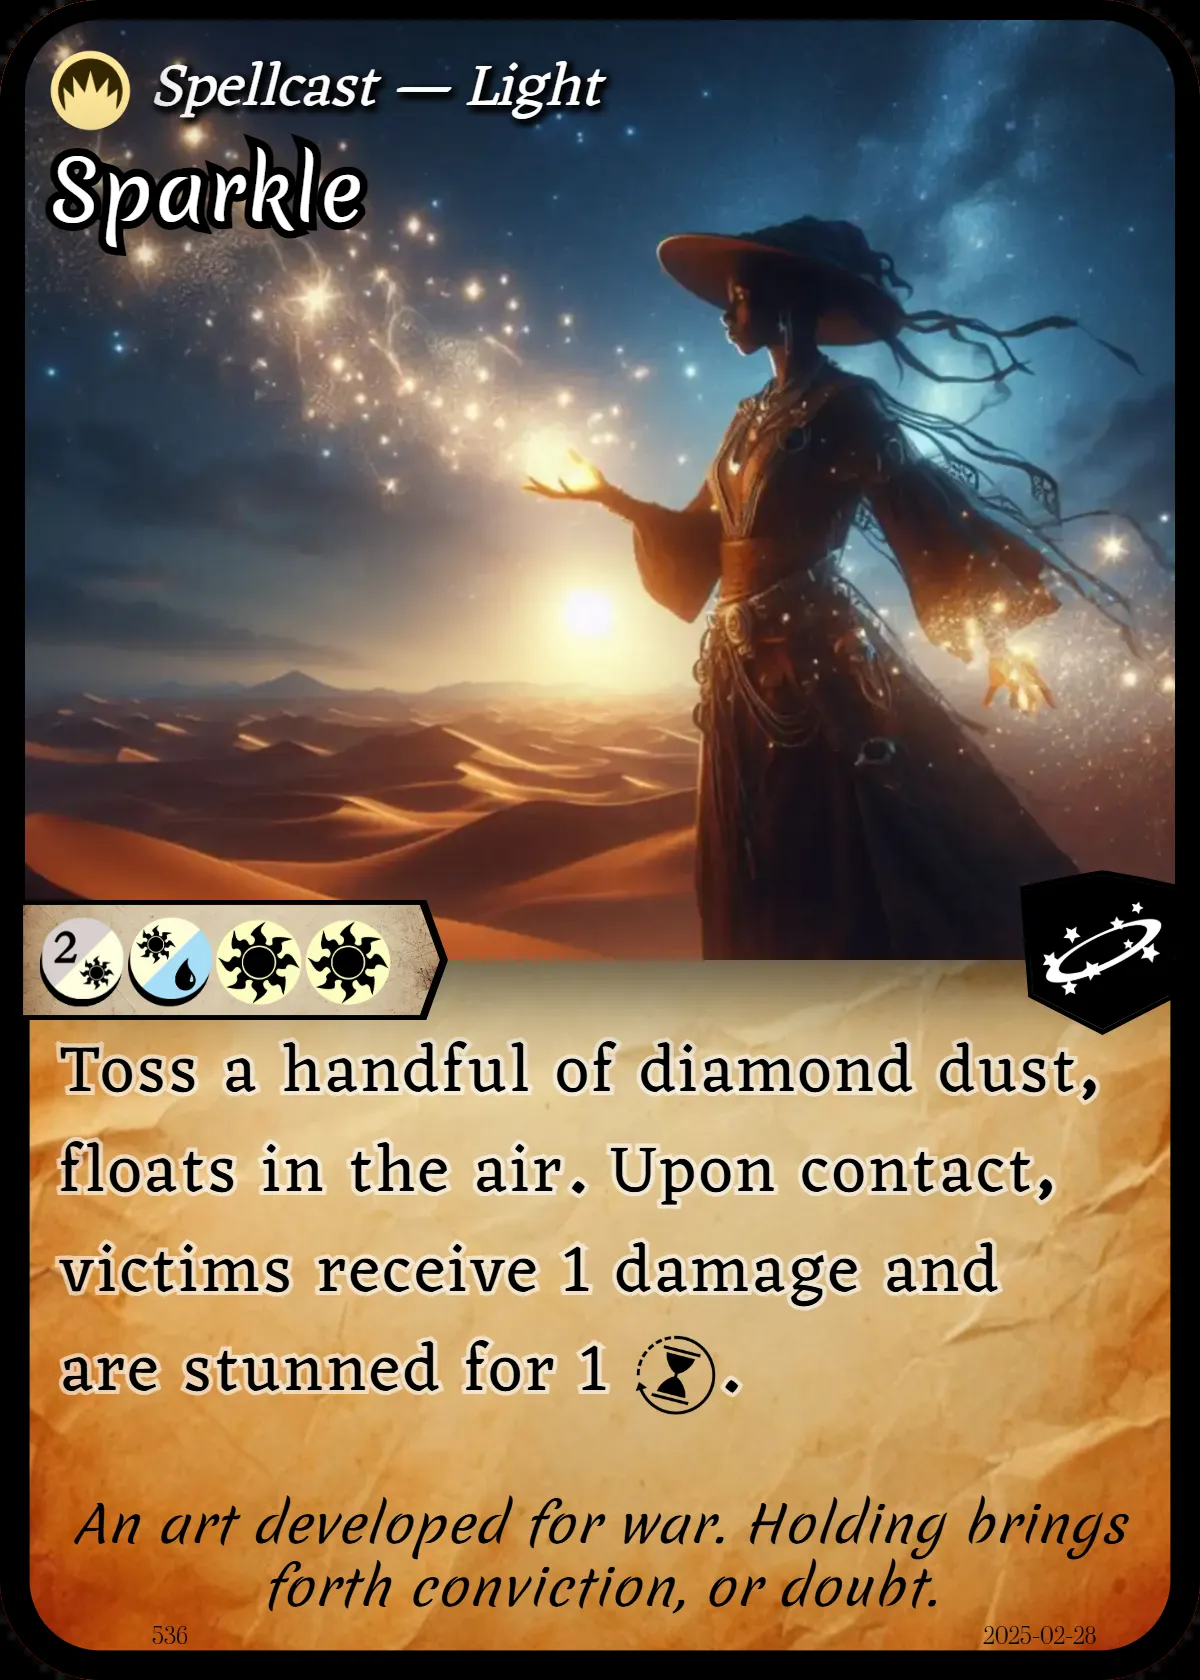 Spellcast — Light
Sparkle
2
Toss a handful of diamond dust,
floats in the air. Upon contact,
victims receive 1 damage and
are stunned for 1 .
An art developed for war. Holding brings
forth conviction, or doubt.
536 2025-02-28